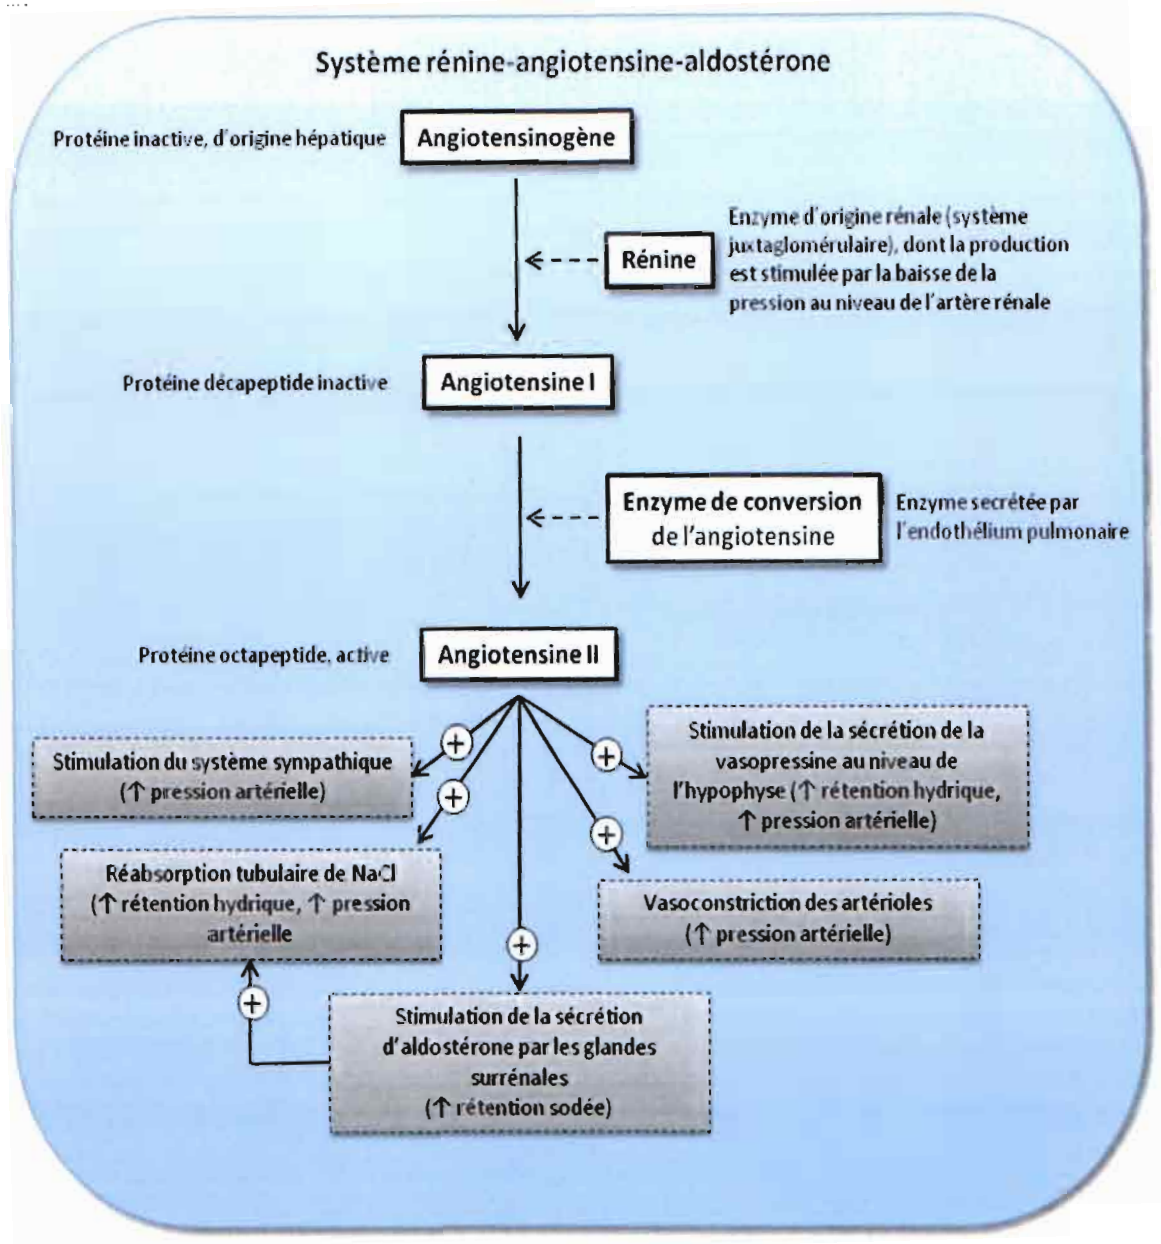 Système rénine-angiotensine-aldostérone
Protéine inactive, d'origine hépatique
Angiotensinogène
Enzyme d'origine rénale (système
juxtaglomérulaire), dont la production
est stimulée par la baisse de la
pression au niveau de l'artère rénale
Rénine
Protéine décapeptide inactive
Angiotensine I
Enzyme de conversion
de l'angiotensine
Enzyme secrétée par
l'endothélium pulmonaire
Protéine octapeptide, active
Angiotensine II
+
+
+
+
+
Stimulation du système sympathique
(↑ pression artérielle)
Stimulation de la sécrétion de la
vasopressine au niveau de
l'hypophyse (↑ rétention hydrique,
↑ pression artérielle)
Réabsorption tubulaire de NaCl
(↑ rétention hydrique, ↑ pression
artérielle
Vasoconstriction des artérioles
(↑ pression artérielle)
+
Stimulation de la sécrétion
d'aldostérone par les glandes
surrénales
(↑ rétention sodée)